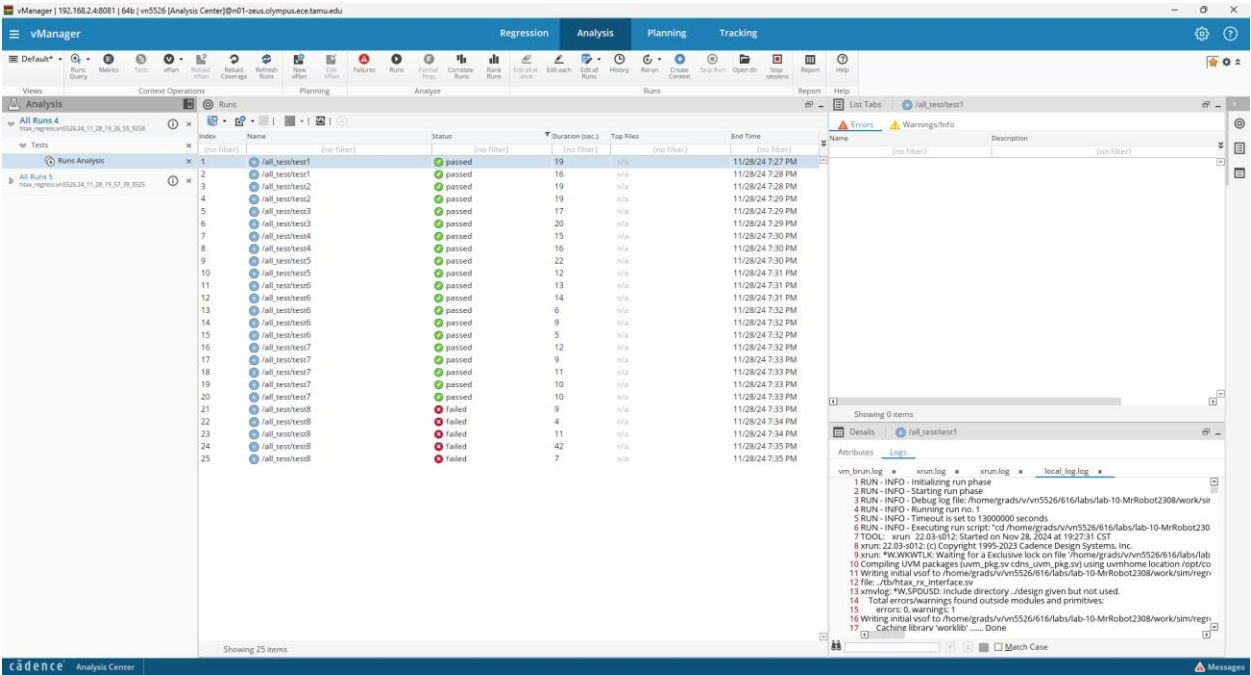 vManager | 192.168.2.4:8081 | 64b | vn5526 [Analysis Center]@n01-zeus.olympus.ece.tamu.edu
vManager Regression Analysis Planning Tracking
Default* Runs Query Metrics Tests vPlan Reload vPlan Reload Coverage Refresh Runs New vPlan Edit vPlan Failures Runs Formal Prop. Correlate Runs Rank Runs Edit all at once Edit each Edit all Runs History Rerun Create Context Stop Run Open dir Stop sessions Report Help
Views Context Operations Planning Analyze Runs Report Help
Analysis
All Runs 4
htax_regress.vn5526.24_11_28_19_26_55_9258
Tests
Runs Analysis
All Runs 5
htax_regress.vn5526.24_11_28_19_57_39_0525
Runs
Index Name Status Duration (sec.) Top Files End Time
(no filter) (no filter) (no filter) (no filter) (no filter) (no filter)
1 /all_test/test1 passed 19 n/a 11/28/24 7:27 PM
2 /all_test/test1 passed 16 n/a 11/28/24 7:28 PM
3 /all_test/test2 passed 19 n/a 11/28/24 7:28 PM
4 /all_test/test2 passed 19 n/a 11/28/24 7:29 PM
5 /all_test/test3 passed 17 n/a 11/28/24 7:29 PM
6 /all_test/test3 passed 20 n/a 11/28/24 7:29 PM
7 /all_test/test4 passed 15 n/a 11/28/24 7:30 PM
8 /all_test/test4 passed 16 n/a 11/28/24 7:30 PM
9 /all_test/test5 passed 22 n/a 11/28/24 7:30 PM
10 /all_test/test5 passed 12 n/a 11/28/24 7:31 PM
11 /all_test/test6 passed 13 n/a 11/28/24 7:31 PM
12 /all_test/test6 passed 14 n/a 11/28/24 7:31 PM
13 /all_test/test6 passed 6 n/a 11/28/24 7:32 PM
14 /all_test/test6 passed 9 n/a 11/28/24 7:32 PM
15 /all_test/test6 passed 5 n/a 11/28/24 7:32 PM
16 /all_test/test7 passed 12 n/a 11/28/24 7:32 PM
17 /all_test/test7 passed 9 n/a 11/28/24 7:33 PM
18 /all_test/test7 passed 11 n/a 11/28/24 7:33 PM
19 /all_test/test7 passed 10 n/a 11/28/24 7:33 PM
20 /all_test/test7 passed 10 n/a 11/28/24 7:33 PM
21 /all_test/test8 failed 9 n/a 11/28/24 7:33 PM
22 /all_test/test8 failed 4 n/a 11/28/24 7:34 PM
23 /all_test/test8 failed 11 n/a 11/28/24 7:34 PM
24 /all_test/test8 failed 42 n/a 11/28/24 7:35 PM
25 /all_test/test8 failed 7 n/a 11/28/24 7:35 PM
Showing 25 items
List Tabs /all_test/test1
Errors Warnings/Info
Name Description
(no filter) (no filter)
Showing 0 items
Details /all_test/test1
Attributes Logs
vm_brun.log xrun.log xrun.log local_log.log
1 RUN - INFO - Initializing run phase
2 RUN - INFO - Starting run phase
3 RUN - INFO - Debug log file: /home/grads/v/vn5526/616/labs/lab-10-MrRobot2308/work/sir
4 RUN - INFO - Running run no. 1
5 RUN - INFO - Timeout is set to 13000000 seconds
6 RUN - INFO - Executing run script: "cd /home/grads/v/vn5526/616/labs/lab-10-MrRobot230
7 TOOL: xrun 22.03-s012: Started on Nov 28, 2024 at 19:27:31 CST
8 xrun: 22.03-s012: (c) Copyright 1995-2023 Cadence Design Systems, Inc.
9 xrun: *W,WKWTLK: Waiting for a Exclusive lock on file '/home/grads/v/vn5526/616/labs/lab
10 Compiling UVM packages (uvm_pkg.sv cdns_uvm_pkg.sv) using uvmhome location /opt/co
11 Writing initial vsof to /home/grads/v/vn5526/616/labs/lab-10-MrRobot2308/work/sim/regr
12 file: ../tb/htax_rx_interface.sv
13 xmvlog: *W,SPDUSD: Include directory ../design given but not used.
14 Total errors/warnings found outside modules and primitives:
15 errors: 0, warnings: 1
16 Writing initial vsof to /home/grads/v/vn5526/616/labs/lab-10-MrRobot2308/work/sim/regr
17 Caching library 'worklib' ....... Done
Match Case
cādence Analysis Center Messages